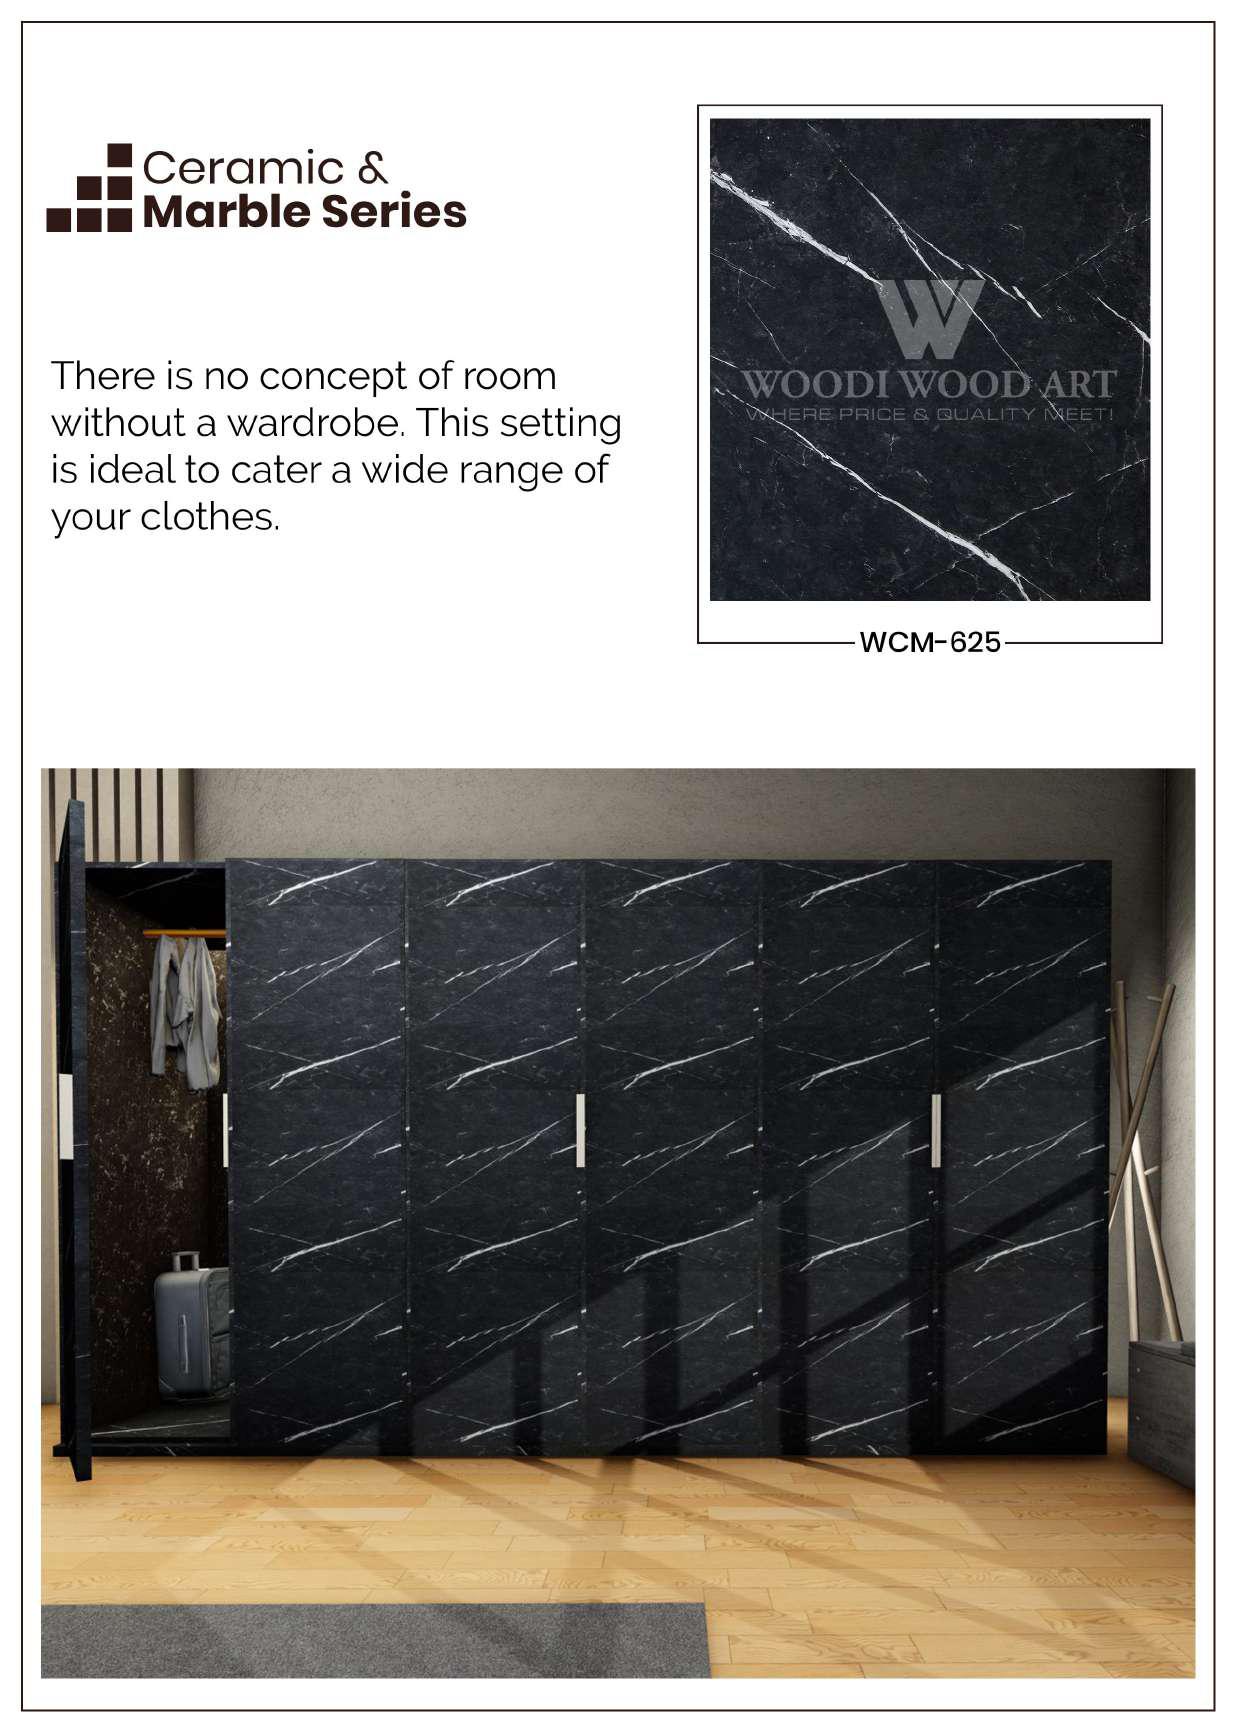 Ceramic &
Marble Series
There is no concept of room
without a wardrobe. This setting
is ideal to cater a wide range of
your clothes.
W
WOODI WOOD ART
WHERE PRICE & QUALITY MEET!
WCM-625